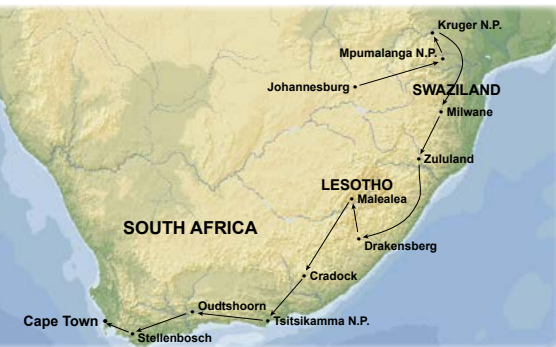 Kruger N.P.
Mpumalanga N.P.
Johannesburg
SWAZILAND
Milwane
Zululand
LESOTHO
Malealea
SOUTH AFRICA
Drakensberg
Cradock
Oudtshoorn
Cape Town
Tsitsikamma N.P.
Stellenbosch